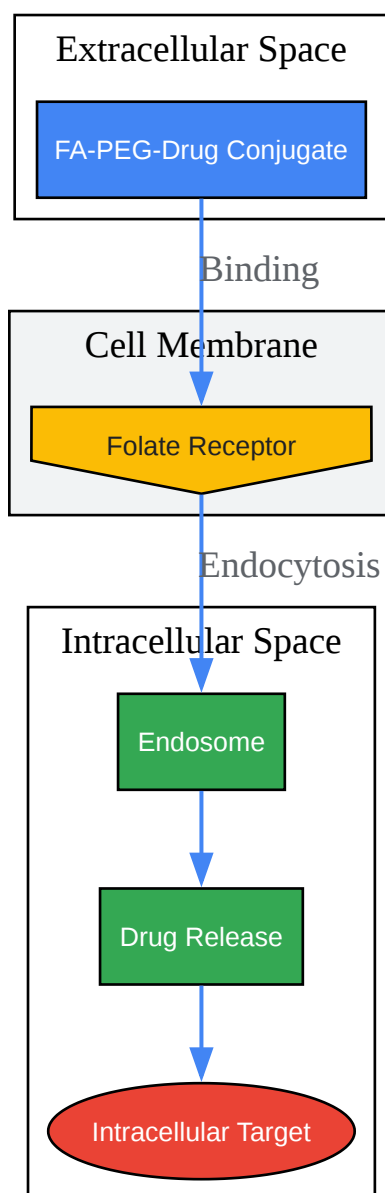 Extracellular Space
FA-PEG-Drug Conjugate
Binding
Cell Membrane
Folate Receptor
Endocytosis
Intracellular Space
Endosome
Drug Release
Intracellular Target